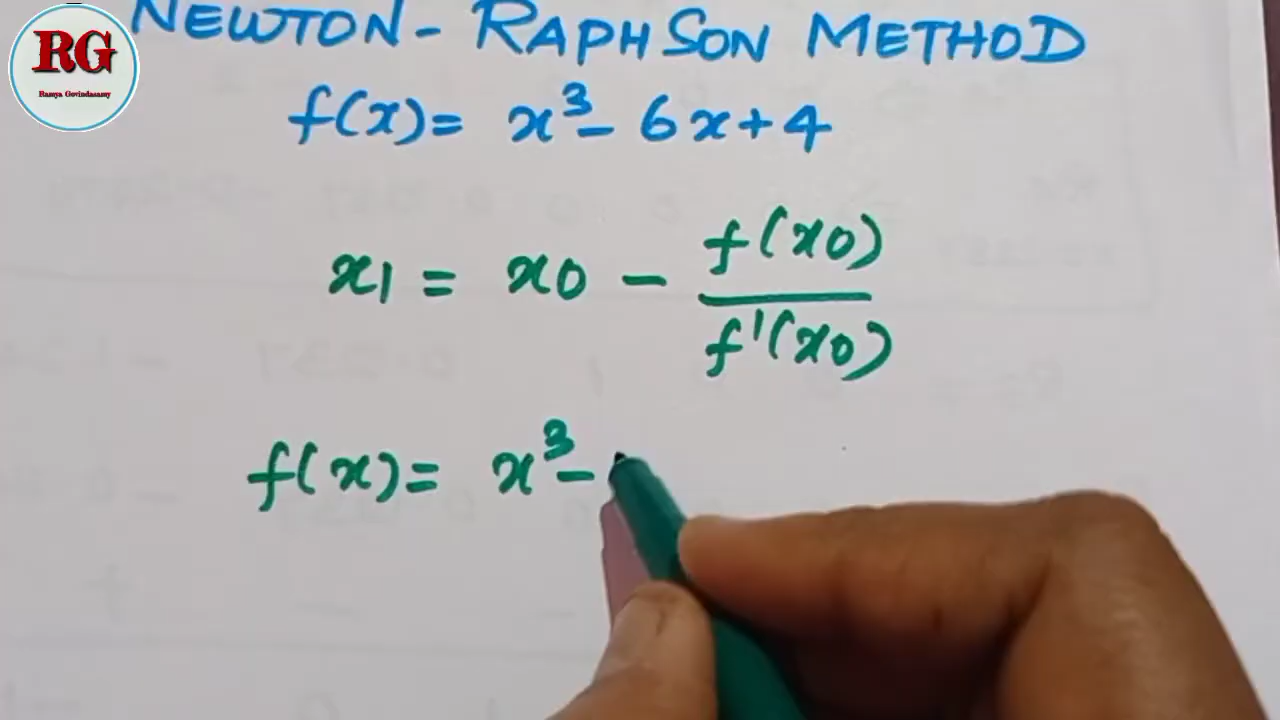 RG
Ramya Govindasamy
NEWTON - RAPHSON METHOD
f(x) = x³ - 6x + 4
x1 = x0 - f(x0) / f'(x0)
f(x) = x³ -